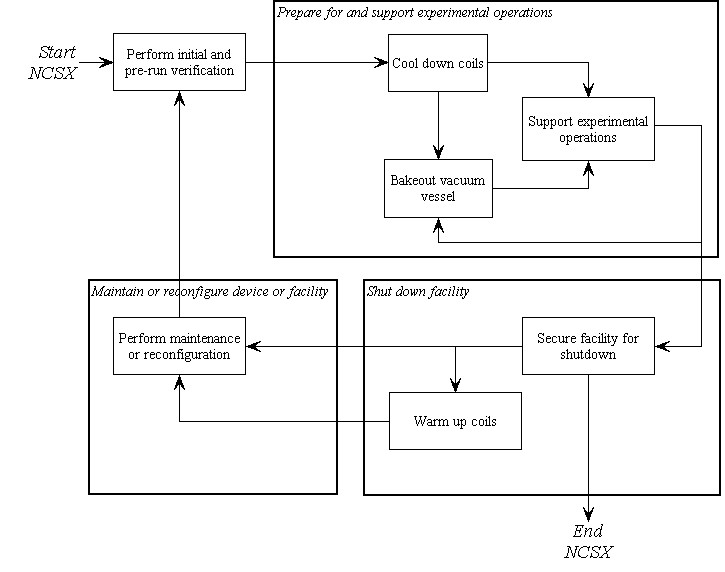 Prepare for and support experimental operations
Start
NCSX
Perform initial and
pre-run verification
Cool down coils
Support experimental
operations
Bakeout vacuum
vessel
Maintain or reconfigure device or facility
Shut down facility
Perform maintenance
or reconfiguration
Secure facility for
shutdown
Warm up coils
End
NCSX